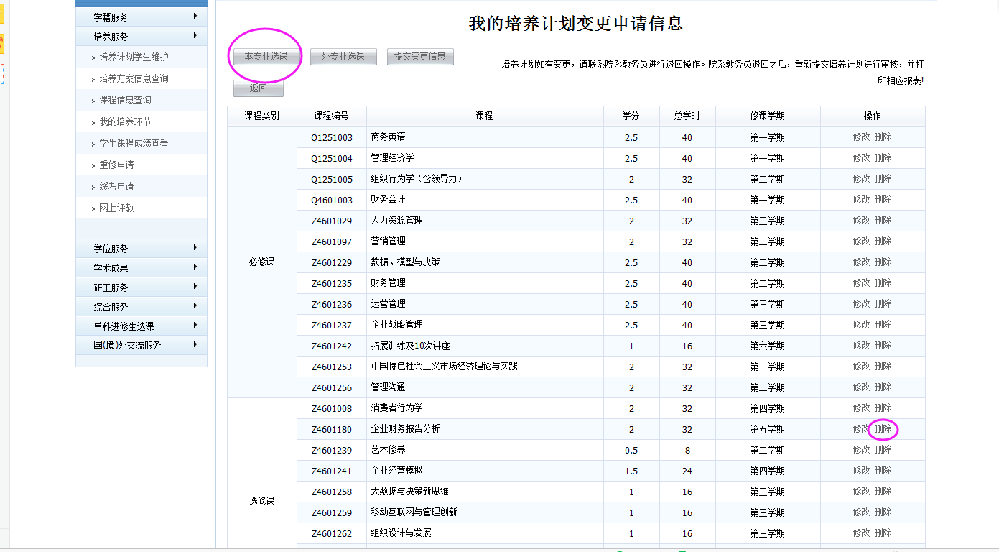 学籍服务
培养服务
培养计划学生维护
培养方案信息查询
课程信息查询
我的培养环节
学生课程成绩查看
重修申请
缓考申请
网上评教
学位服务
学术成果
研工服务
综合服务
单科进修生选课
国(境)外交流服务
我的培养计划变更申请信息
本专业选课 外专业选课 提交变更信息
培养计划如有变更，请联系院系教务员进行退回操作。院系教务员退回之后，重新提交培养计划进行审核，并打
印相应报表!
返回
课程类别 课程编号 课程 学分 总学时 修课学期 操作
必修课
Q1251003 商务英语 2.5 40 第一学期 修改 删除
Q1251004 管理经济学 2.5 40 第一学期 修改 删除
Q1251005 组织行为学（含领导力） 2 32 第二学期 修改 删除
Q4601003 财务会计 2.5 40 第一学期 修改 删除
Z4601029 人力资源管理 2 32 第三学期 修改 删除
Z4601097 营销管理 2 32 第二学期 修改 删除
Z4601229 数据、模型与决策 2.5 40 第二学期 修改 删除
Z4601235 财务管理 2.5 40 第二学期 修改 删除
Z4601236 运营管理 2.5 40 第三学期 修改 删除
Z4601237 企业战略管理 2.5 40 第三学期 修改 删除
Z4601242 拓展训练及10次讲座 1 16 第六学期 修改 删除
Z4601253 中国特色社会主义市场经济理论与实践 2 32 第一学期 修改 删除
Z4601256 管理沟通 2 32 第二学期 修改 删除
选修课
Z4601008 消费者行为学 2 32 第四学期 修改 删除
Z4601180 企业财务报告分析 2 32 第五学期 修改 删除
Z4601239 艺术修养 0.5 8 第二学期 修改 删除
Z4601241 企业经营模拟 1.5 24 第四学期 修改 删除
Z4601258 大数据与决策新思维 1 16 第三学期 修改 删除
Z4601259 移动互联网与管理创新 1 16 第三学期 修改 删除
Z4601262 组织设计与发展 1 16 第三学期 修改 删除